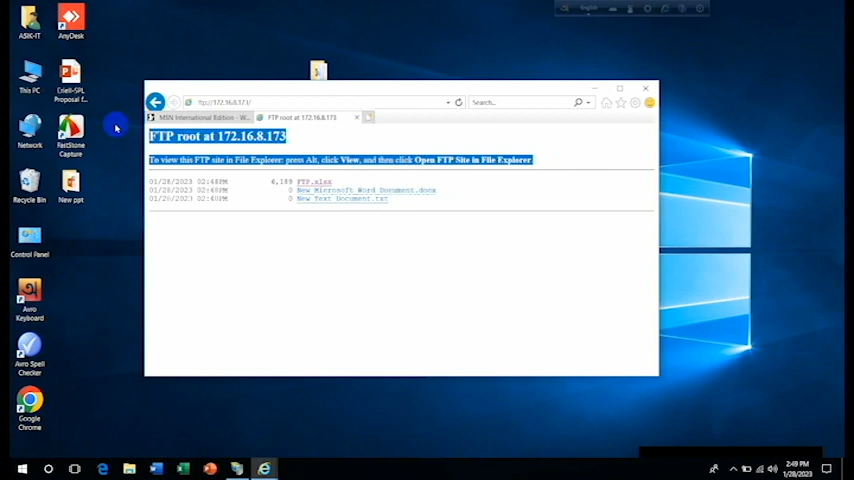 English
ASIK-IT
AnyDesk
This PC
Eriell-SPL
Proposal f...
Network
FastStone
Capture
Recycle Bin
New ppt
Control Panel
Avro
Keyboard
Avro Spell
Checker
Google
Chrome
ftp://172.16.8.173/
Search...
MSN International Edition - W...
FTP root at 172.16.8.173
FTP root at 172.16.8.173
To view this FTP site in File Explorer: press Alt, click View, and then click Open FTP Site in File Explorer.
01/28/2023 02:48PM 6,189 FTP.xlsx
01/28/2023 02:48PM 0 New Microsoft Word Document.docx
01/28/2023 02:48PM 0 New Text Document.txt
2:49 PM
1/28/2023